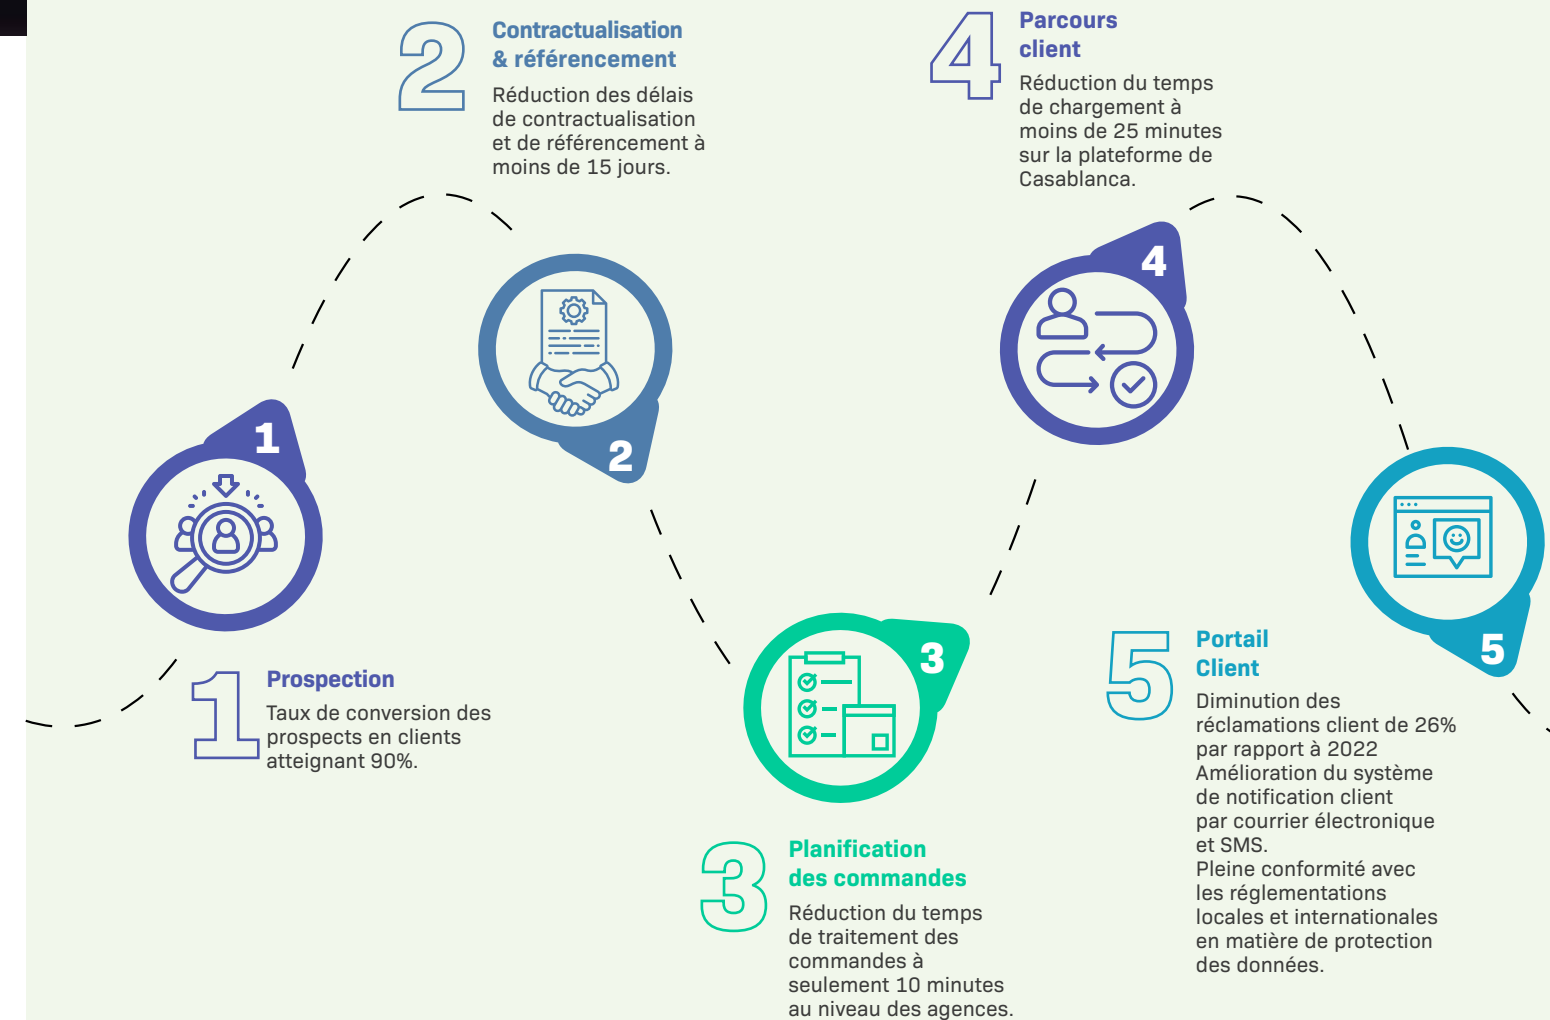 1
Prospection
Taux de conversion des
prospects en clients
atteignant 90%.
1
2
Contractualisation
& référencement
Réduction des délais
de contractualisation
et de référencement à
moins de 15 jours.
2
3
Planification
des commandes
Réduction du temps
de traitement des
commandes à
seulement 10 minutes
au niveau des agences.
3
4
Parcours
client
Réduction du temps
de chargement à
moins de 25 minutes
sur la plateforme de
Casablanca.
4
5
Portail
Client
Diminution des
réclamations client de 26%
par rapport à 2022
Amélioration du système
de notification client
par courrier électronique
et SMS.
Pleine conformité avec
les réglementations
locales et internationales
en matière de protection
des données.
5